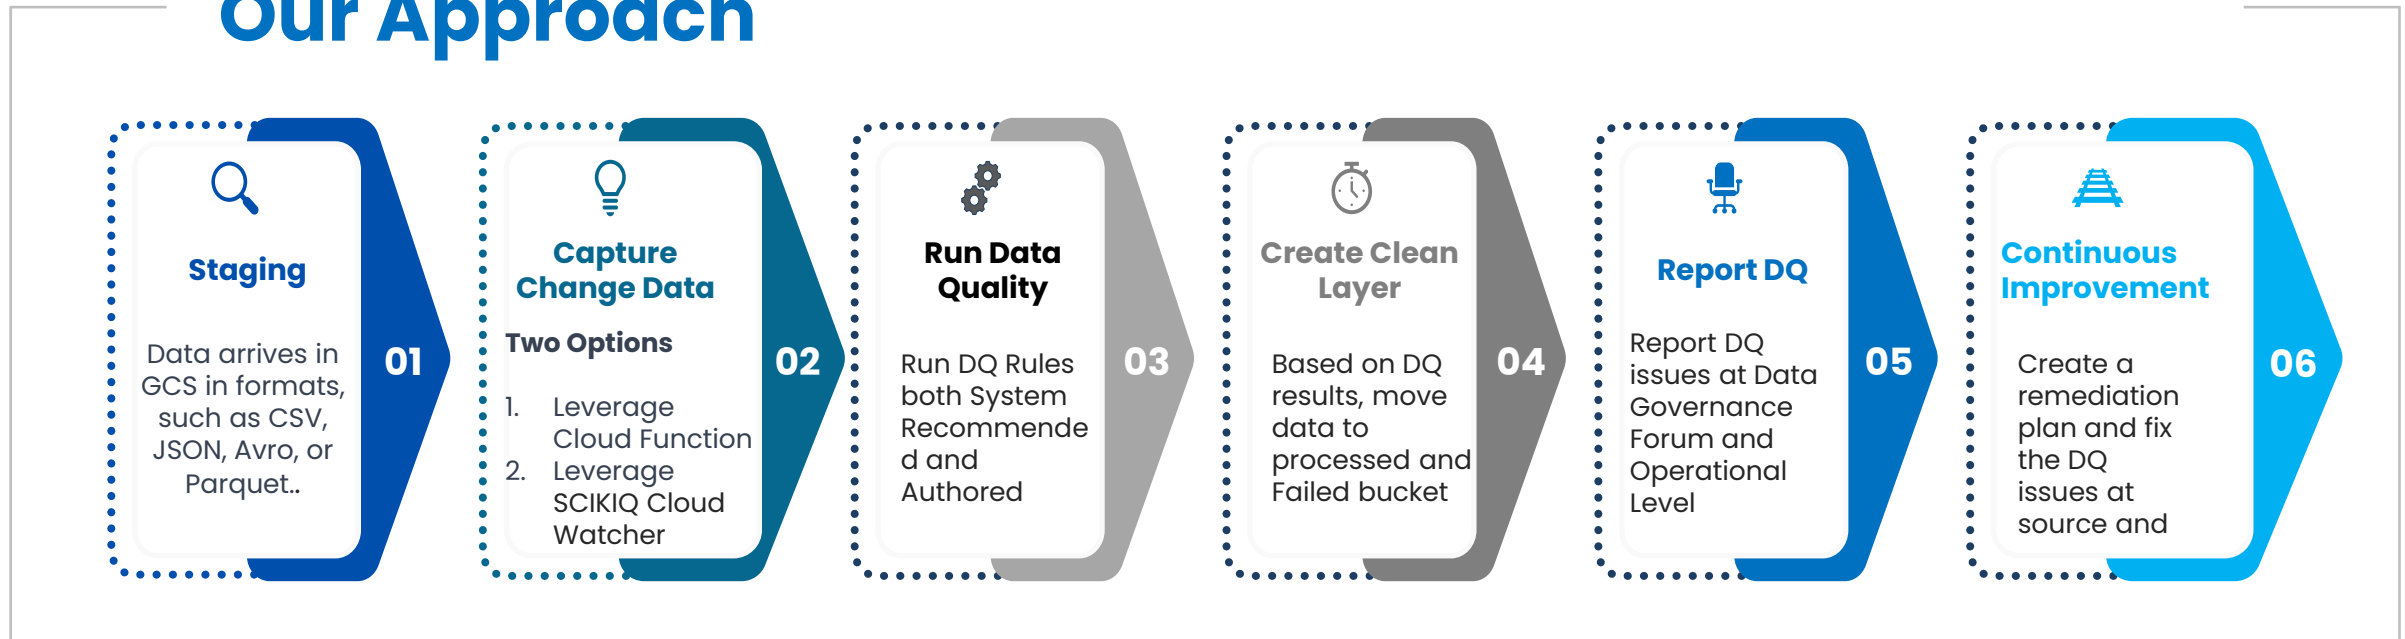 Our Approach
Staging
Data arrives in
GCS in formats,
such as CSV,
JSON, Avro, or
Parquet..
01
Capture
Change Data
Two Options
1. Leverage
Cloud Function
2. Leverage
SCIKIQ Cloud
Watcher
02
Run Data
Quality
Run DQ Rules
both System
Recommende
d and
Authored
03
Create Clean
Layer
Based on DQ
results, move
data to
processed and
Failed bucket
04
Report DQ
Report DQ
issues at Data
Governance
Forum and
Operational
Level
05
Continuous
Improvement
Create a
remediation
plan and fix
the DQ
issues at
source and
06